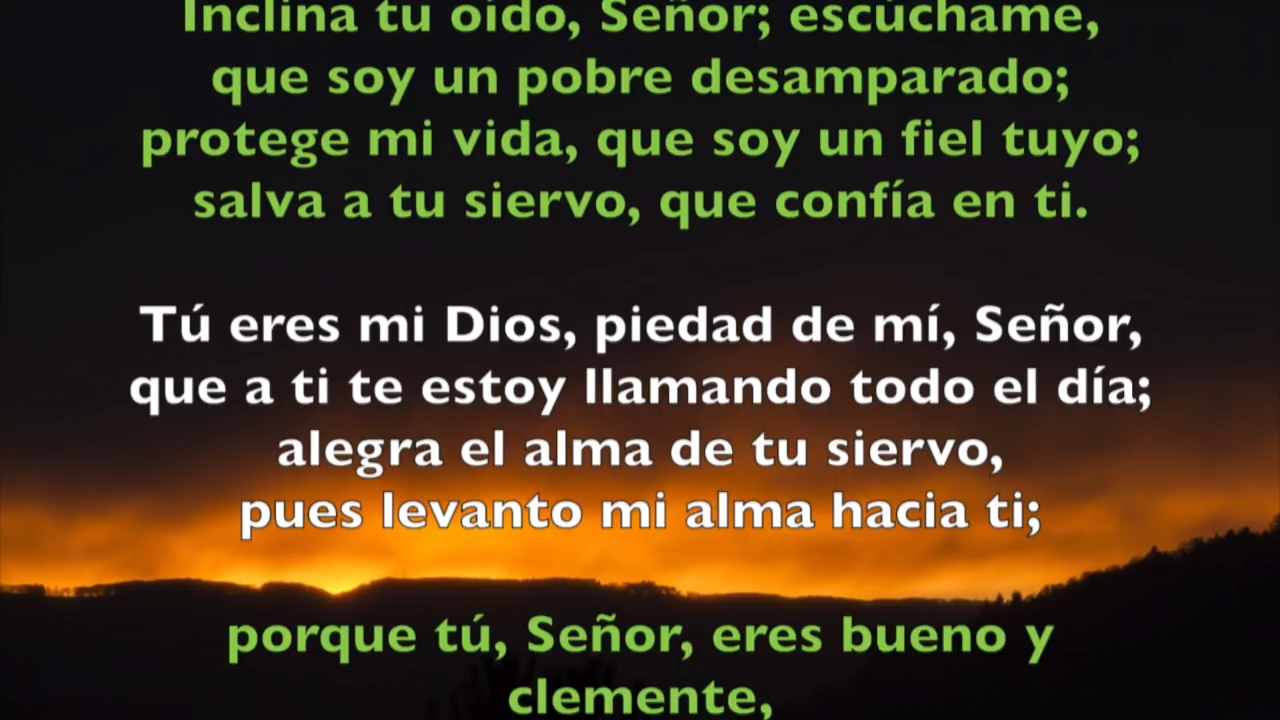 Inclina tu oído, Señor; escúchame,
que soy un pobre desamparado;
protege mi vida, que soy un fiel tuyo;
salva a tu siervo, que confía en ti.
Tú eres mi Dios, piedad de mí, Señor,
que a ti te estoy llamando todo el día;
alegra el alma de tu siervo,
pues levanto mi alma hacia ti;
porque tú, Señor, eres bueno y
clemente,